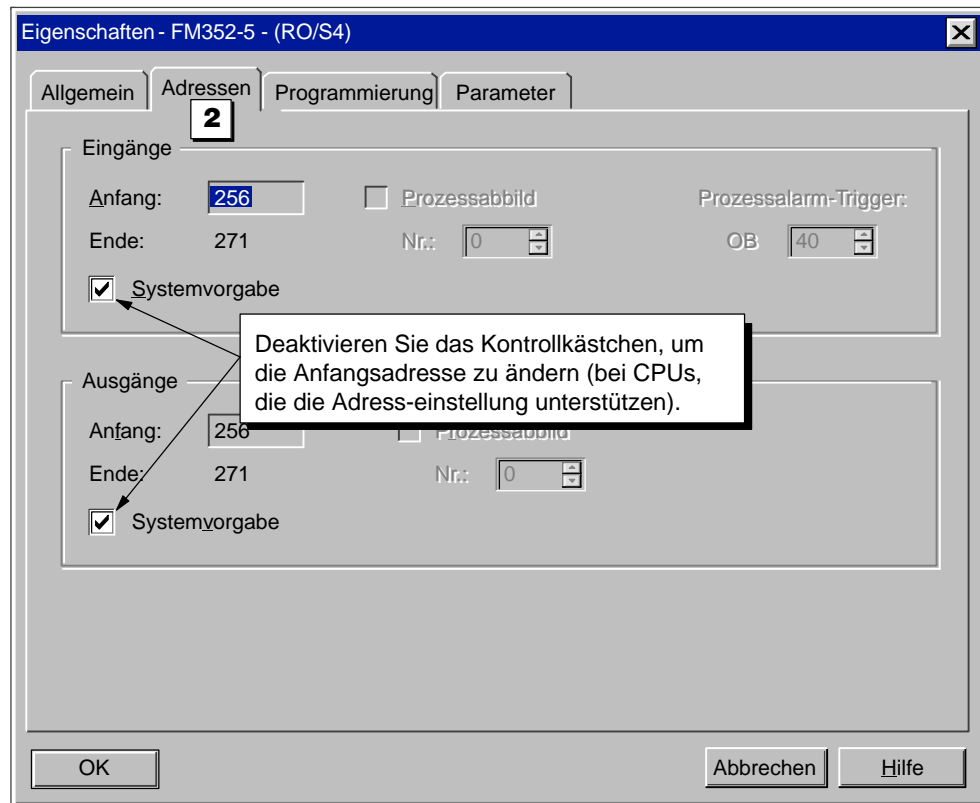 Eigenschaften - FM352-5 - (RO/S4)
Allgemein Adressen Programmierung Parameter
2
Eingänge
Anfang: 256 Prozessabbild Prozessalarm-Trigger:
Ende: 271 Nr.: 0 OB 40
Systemvorgabe
Deaktivieren Sie das Kontrollkästchen, um
die Anfangsadresse zu ändern (bei CPUs,
die die Adress-einstellung unterstützen).
Ausgänge
Anfang: 256 Prozessabbild
Ende: 271 Nr.: 0
Systemvorgabe
OK Abbrechen Hilfe